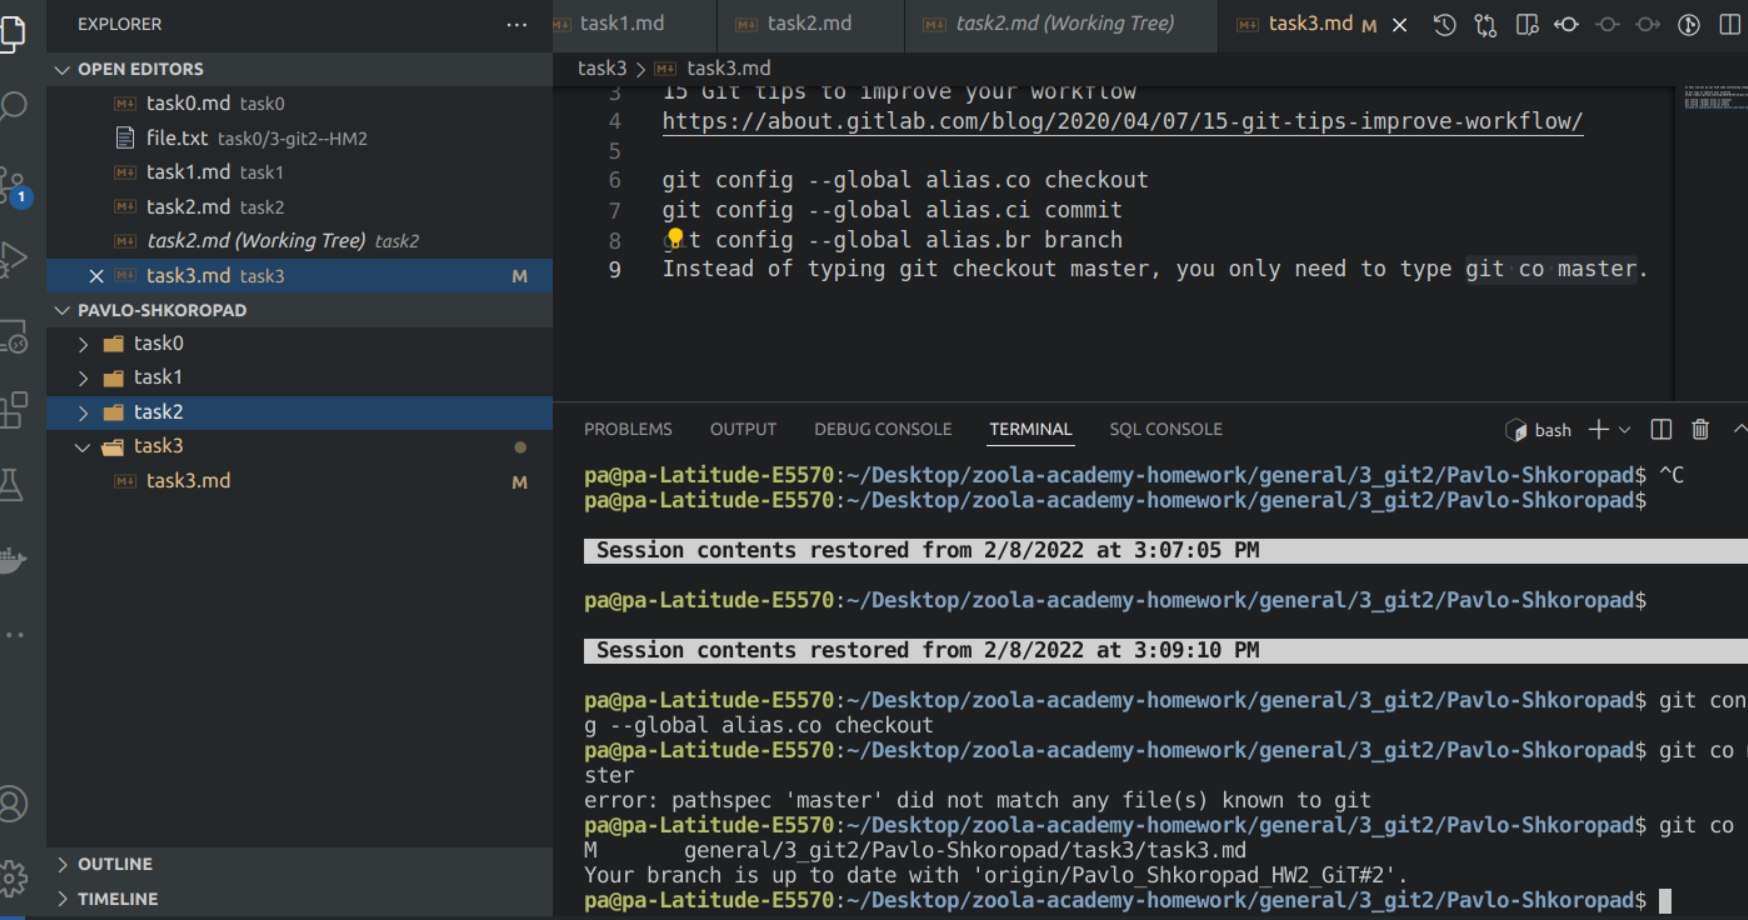 EXPLORER
OPEN EDITORS
task0.md task0
file.txt task0/3-git2--HM2
task1.md task1
task2.md task2
task2.md (Working Tree) task2
task3.md task3 M
PAVLO-SHKOROPAD
task0
task1
task2
task3
task3.md M
OUTLINE
TIMELINE
1
task1.md
task2.md
task2.md (Working Tree)
task3.md M
task3 > task3.md
3 15 Git tips to improve your workflow
4 https://about.gitlab.com/blog/2020/04/07/15-git-tips-improve-workflow/
5
6 git config --global alias.co checkout
7 git config --global alias.ci commit
8 git config --global alias.br branch
9 Instead of typing git checkout master, you only need to type git co master.
PROBLEMS OUTPUT DEBUG CONSOLE TERMINAL SQL CONSOLE bash
pa@pa-Latitude-E5570:~/Desktop/zoola-academy-homework/general/3_git2/Pavlo-Shkoropad$ ^C
pa@pa-Latitude-E5570:~/Desktop/zoola-academy-homework/general/3_git2/Pavlo-Shkoropad$
Session contents restored from 2/8/2022 at 3:07:05 PM
pa@pa-Latitude-E5570:~/Desktop/zoola-academy-homework/general/3_git2/Pavlo-Shkoropad$
Session contents restored from 2/8/2022 at 3:09:10 PM
pa@pa-Latitude-E5570:~/Desktop/zoola-academy-homework/general/3_git2/Pavlo-Shkoropad$ git con
g --global alias.co checkout
pa@pa-Latitude-E5570:~/Desktop/zoola-academy-homework/general/3_git2/Pavlo-Shkoropad$ git co
ster
error: pathspec 'master' did not match any file(s) known to git
pa@pa-Latitude-E5570:~/Desktop/zoola-academy-homework/general/3_git2/Pavlo-Shkoropad$ git co
M general/3_git2/Pavlo-Shkoropad/task3/task3.md
Your branch is up to date with 'origin/Pavlo_Shkoropad_HW2_GiT#2'.
pa@pa-Latitude-E5570:~/Desktop/zoola-academy-homework/general/3_git2/Pavlo-Shkoropad$